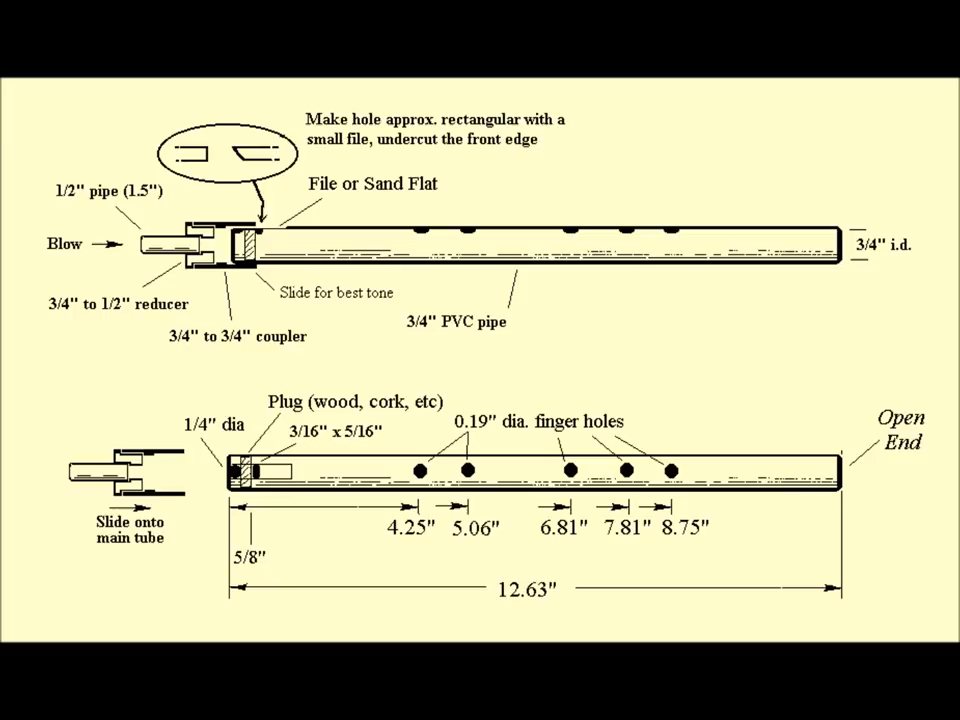 Make hole approx. rectangular with a
small file, undercut the front edge
File or Sand Flat
1/2" pipe (1.5")
Blow
3/4" i.d.
Slide for best tone
3/4" to 1/2" reducer
3/4" PVC pipe
3/4" to 3/4" coupler
Plug (wood, cork, etc)
1/4" dia
3/16" x 5/16"
0.19" dia. finger holes
Open
End
Slide onto
main tube
4.25" 5.06" 6.81" 7.81" 8.75"
5/8"
12.63"